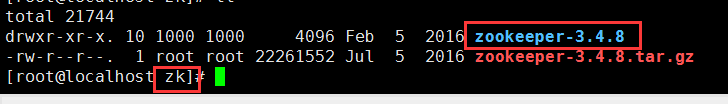 [root@localhost zk]# ll
total 21744
drwxr-xr-x. 10 1000 1000     4096 Feb  5  2016 zookeeper-3.4.8
-rw-r--r--.  1 root root 22261552 Jul  5  2016 zookeeper-3.4.8.tar.gz
[root@localhost zk]#